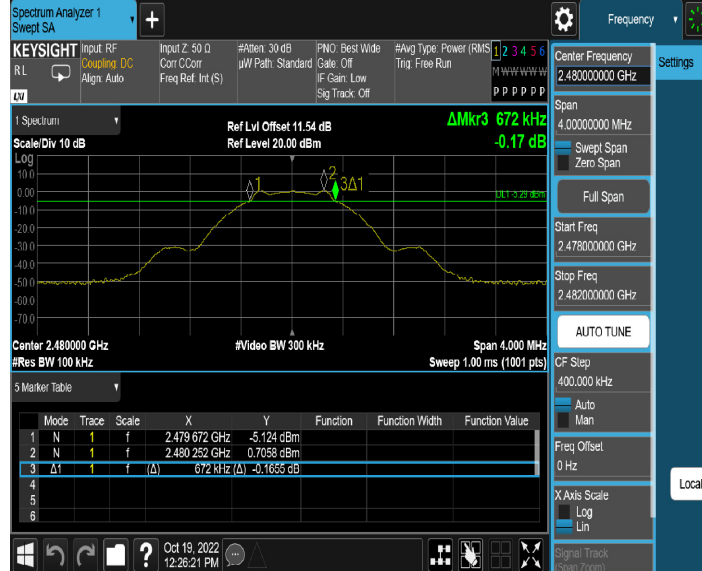 Spectrum Analyzer 1
Swept SA
Frequency
KEYSIGHT
RL
LXI
Input: RF
Coupling: DC
Align: Auto
Input Z: 50 Ω
Corr CCorr
Freq Ref: Int (S)
#Atten: 30 dB
µW Path: Standard
PNO: Best Wide
Gate: Off
IF Gain: Low
Sig Track: Off
#Avg Type: Power (RMS
Trig: Free Run
1 2 3 4 5 6
M W W W W W
P P P P P P
1 Spectrum
Scale/Div 10 dB
Ref Lvl Offset 11.54 dB
Ref Level 20.00 dBm
ΔMkr3 672 kHz
-0.17 dB
Log
10.0
0.00
-10.0
-20.0
-30.0
-40.0
-50.0
-60.0
-70.0
1
2
3Δ1
DL1 -5.29 dBm
Center 2.480000 GHz
#Res BW 100 kHz
#Video BW 300 kHz
Span 4.000 MHz
Sweep 1.00 ms (1001 pts)
5 Marker Table
Mode Trace Scale X Y Function Function Width Function Value
1 N 1 f 2.479 672 GHz -5.124 dBm
2 N 1 f 2.480 252 GHz 0.7058 dBm
3 Δ1 1 f (Δ) 672 kHz (Δ) -0.1655 dB
4
5
6
Oct 19, 2022
12:26:21 PM
Center Frequency
2.480000000 GHz
Settings
Span
4.00000000 MHz
Swept Span
Zero Span
Full Span
Start Freq
2.478000000 GHz
Stop Freq
2.482000000 GHz
AUTO TUNE
CF Step
400.000 kHz
Auto
Man
Freq Offset
0 Hz
X Axis Scale
Log
Lin
Local
Signal Track
(Span Zoom)